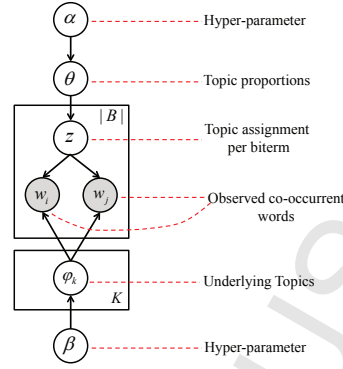 α Hyper-parameter
θ Topic proportions
|B|
z Topic assignment
per biterm
w_i w_j Observed co-occurrent
words
φ_k Underlying Topics
K
β Hyper-parameter